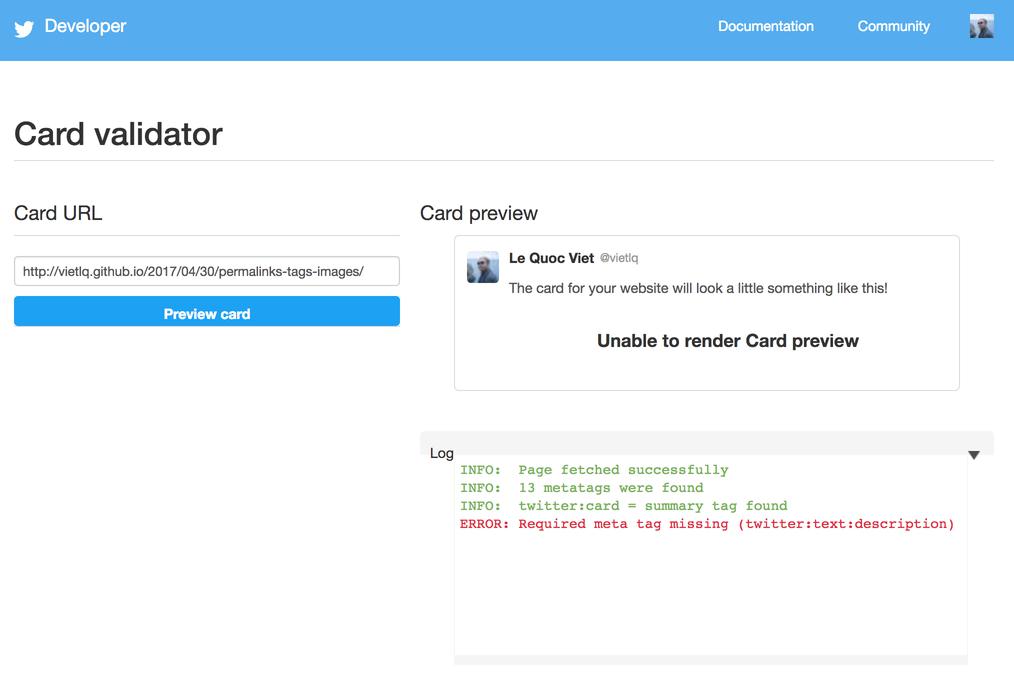 Developer
Documentation
Community
Card validator
Card URL
http://vietlq.github.io/2017/04/30/permalinks-tags-images/
Preview card
Card preview
Le Quoc Viet @vietlq
The card for your website will look a little something like this!
Unable to render Card preview
Log
INFO: Page fetched successfully
INFO: 13 metatags were found
INFO: twitter:card = summary tag found
ERROR: Required meta tag missing (twitter:text:description)